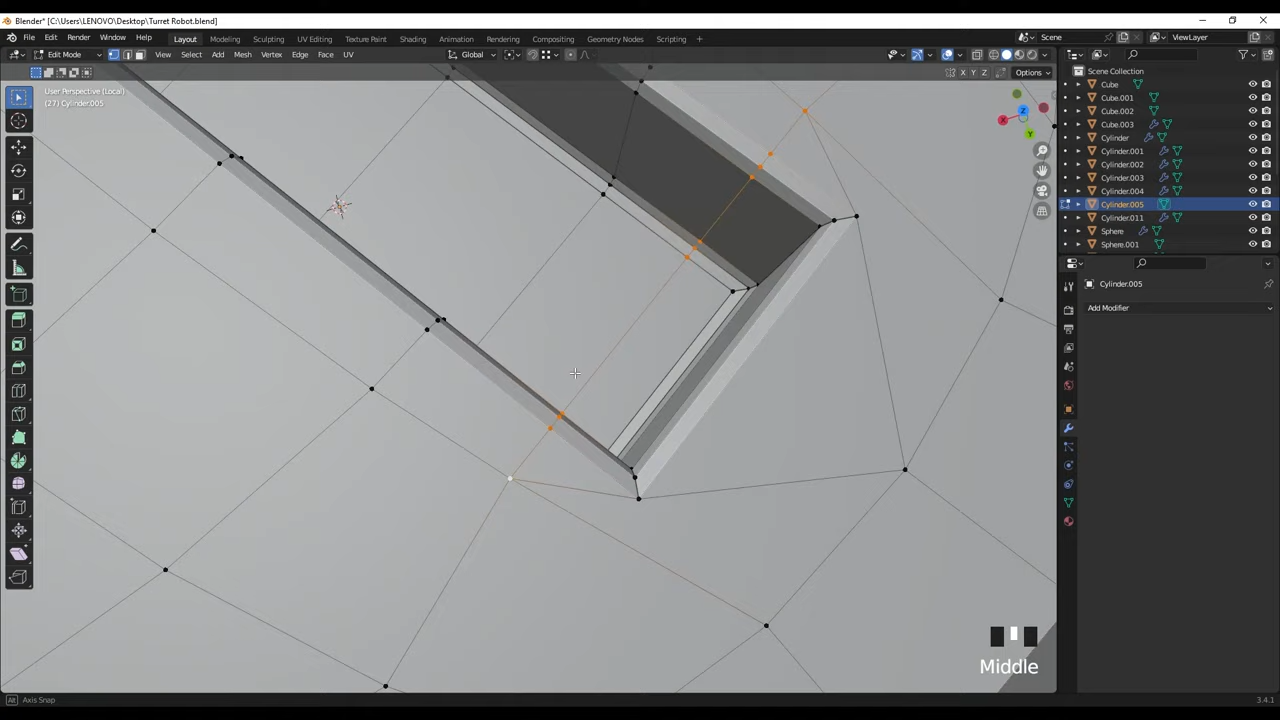 Blender* [C:\Users\LENOVO\Desktop\Turret Robot.blend]
File Edit Render Window Help Layout Modeling Sculpting UV Editing Texture Paint Shading Animation Rendering Compositing Geometry Nodes Scripting Scene ViewLayer
Edit Mode View Select Add Mesh Vertex Edge Face UV Global
X Y Z Options
Scene Collection
Cube
Cube.001
Cube.002
Cube.003
Cylinder
Cylinder.001
Cylinder.002
Cylinder.003
Cylinder.004
Cylinder.005
Cylinder.011
Sphere
Sphere.001
User Perspective (Local)
(27) Cylinder.005
Z
X
Y
Cylinder.005
Add Modifier
Middle
Alt Axis Snap
3.4.1